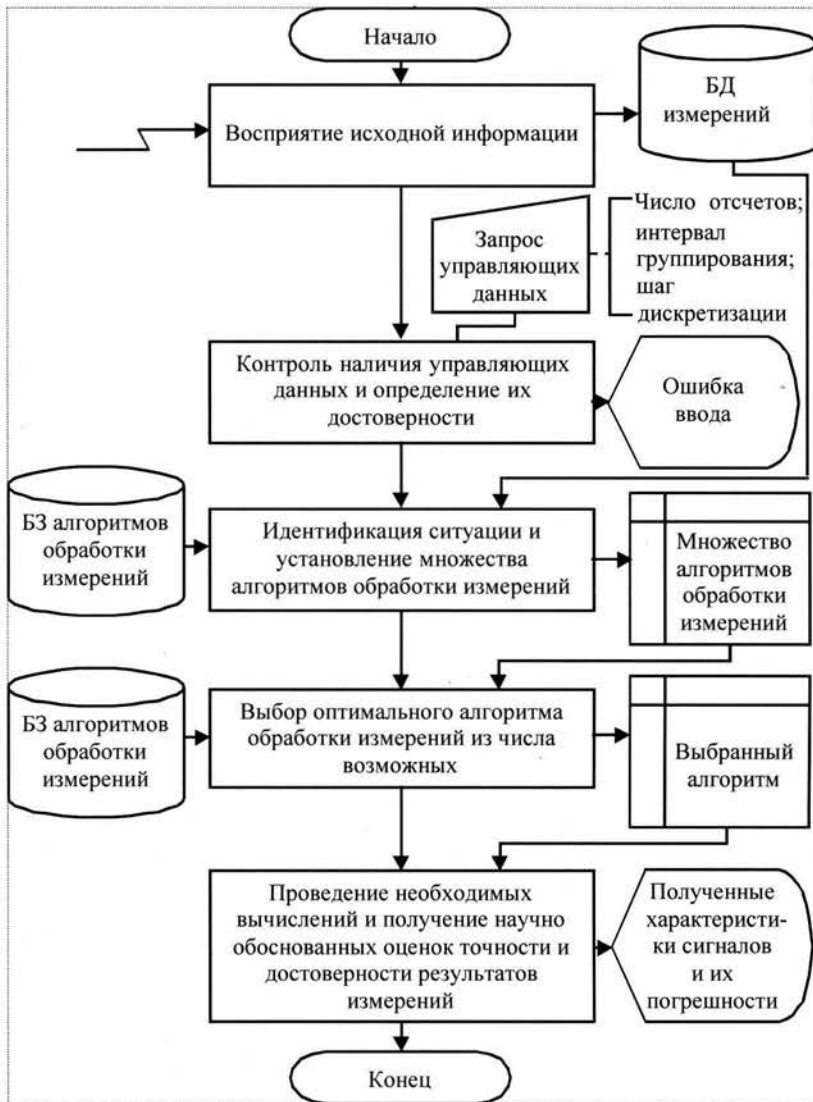 Начало
БД
измерений
Восприятие исходной информации
Запрос
управляющих
данных
Число отсчетов;
интервал
группирования;
шаг
дискретизации
Контроль наличия управляющих
данных и определение их
достоверности
Ошибка
ввода
БЗ алгоритмов
обработки
измерений
Идентификация ситуации и
установление множества
алгоритмов обработки измерений
Множество
алгоритмов
обработки
измерений
БЗ алгоритмов
обработки
измерений
Выбор оптимального алгоритма
обработки измерений из числа
возможных
Выбранный
алгоритм
Проведение необходимых
вычислений и получение научно
обоснованных оценок точности и
достоверности результатов
измерений
Полученные
характеристи-
ки сигналов
и их
погрешности
Конец